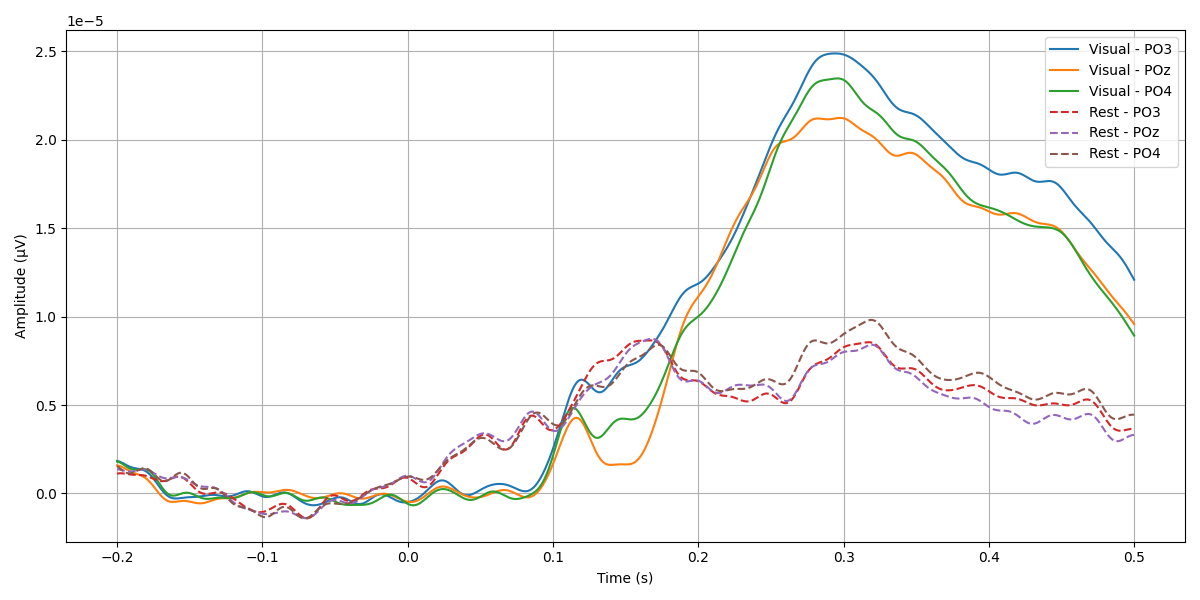 1e−5
Visual - PO3
Visual - POz
Visual - PO4
Rest - PO3
Rest - POz
Rest - PO4
2.5
2.0
1.5
1.0
0.5
0.0
Amplitude (µV)
−0.2 −0.1 0.0 0.1 0.2 0.3 0.4 0.5
Time (s)